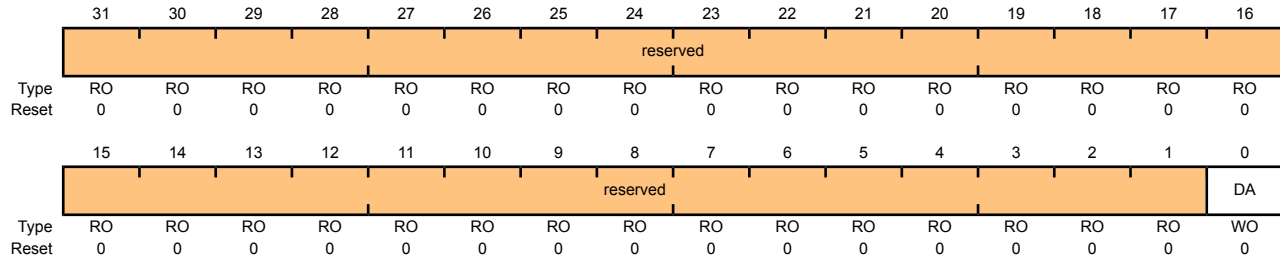 31 30 29 28 27 26 25 24 23 22 21 20 19 18 17 16
reserved
Type RO RO RO RO RO RO RO RO RO RO RO RO RO RO RO RO
Reset 0 0 0 0 0 0 0 0 0 0 0 0 0 0 0 0
15 14 13 12 11 10 9 8 7 6 5 4 3 2 1 0
reserved DA
Type RO RO RO RO RO RO RO RO RO RO RO RO RO RO RO WO
Reset 0 0 0 0 0 0 0 0 0 0 0 0 0 0 0 0